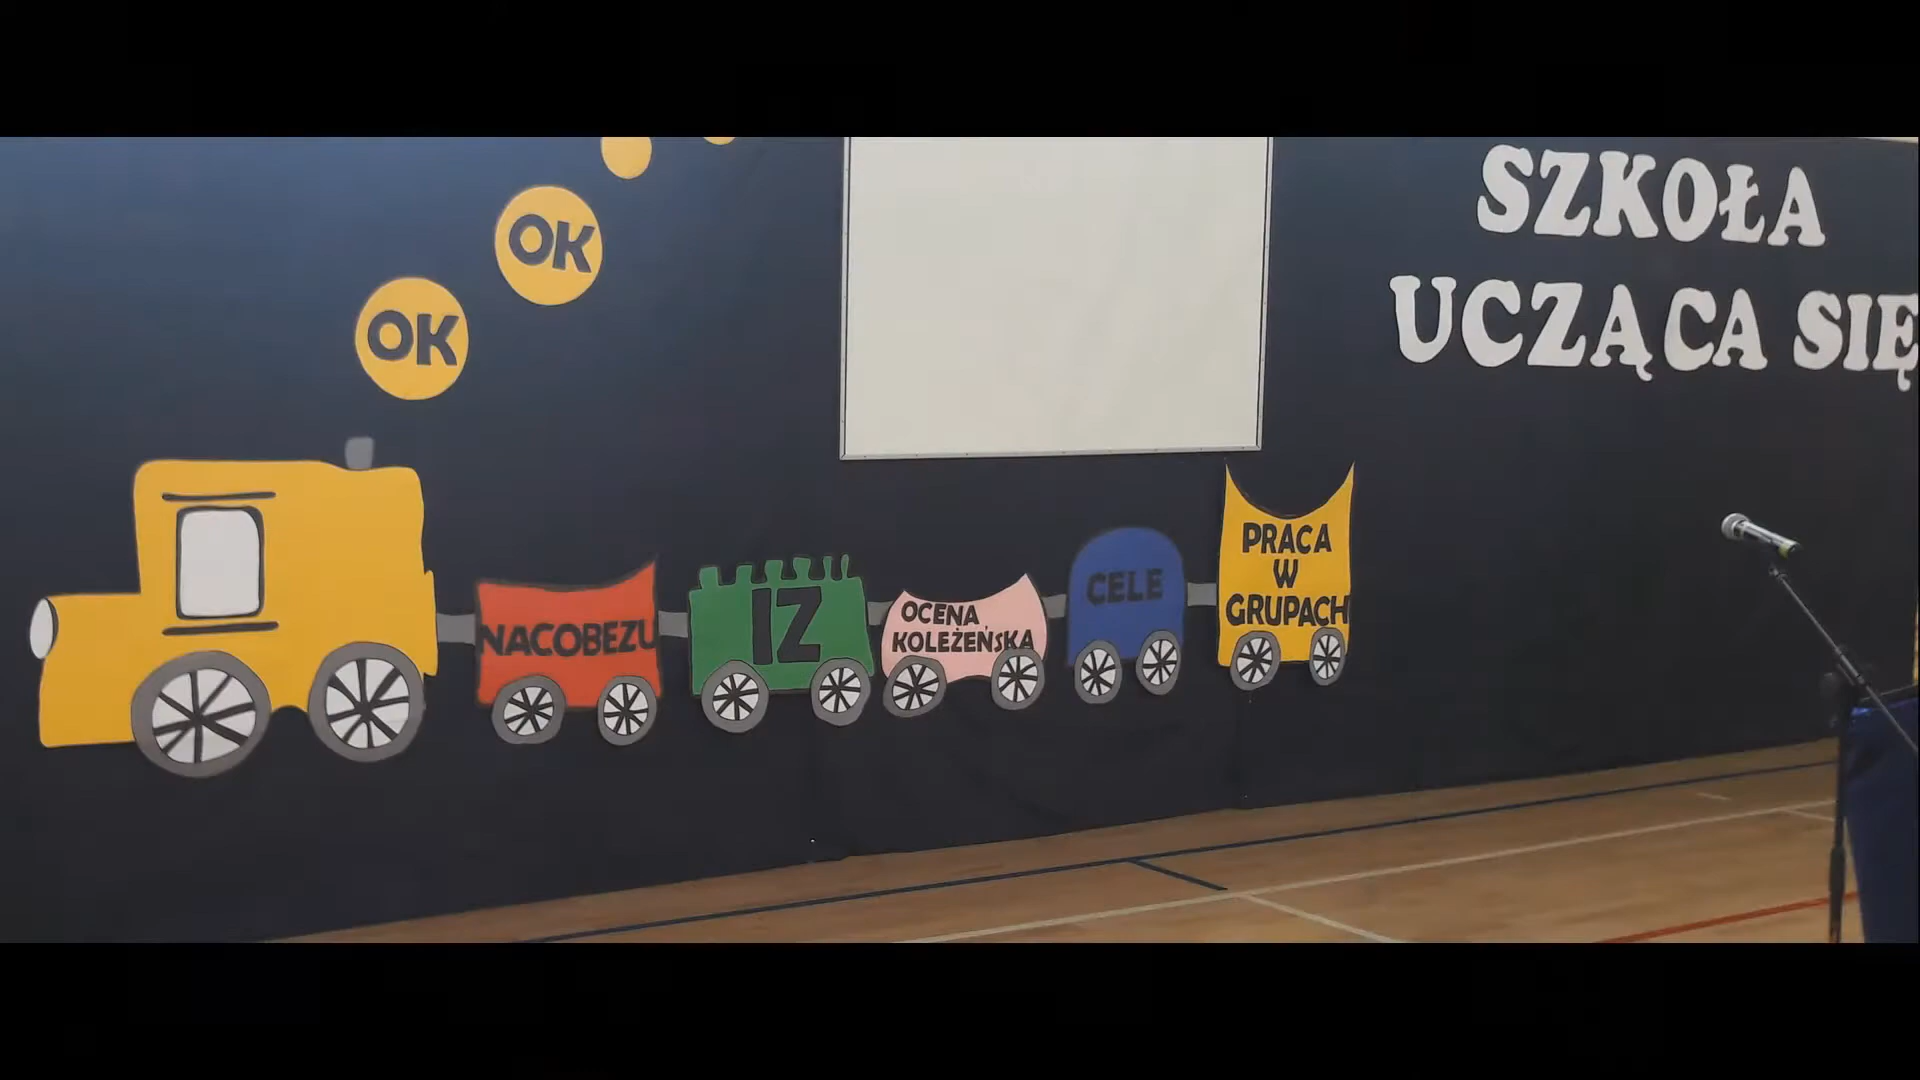 SZKOŁA
UCZĄCA SIĘ
OK
OK
NACOBEZU
IZ
OCENA
KOLEŻEŃSKA
CELE
PRACA
W
GRUPACH